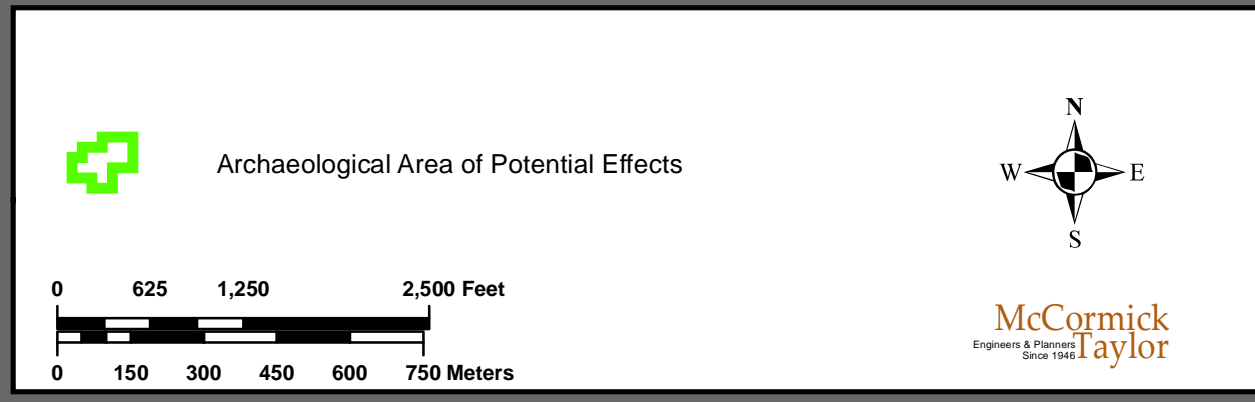 N
Archaeological Area of Potential Effects
W E
S
0 625 1,250 2,500 Feet
McCormick
Engineers & Planners
Since 1946 Taylor
0 150 300 450 600 750 Meters